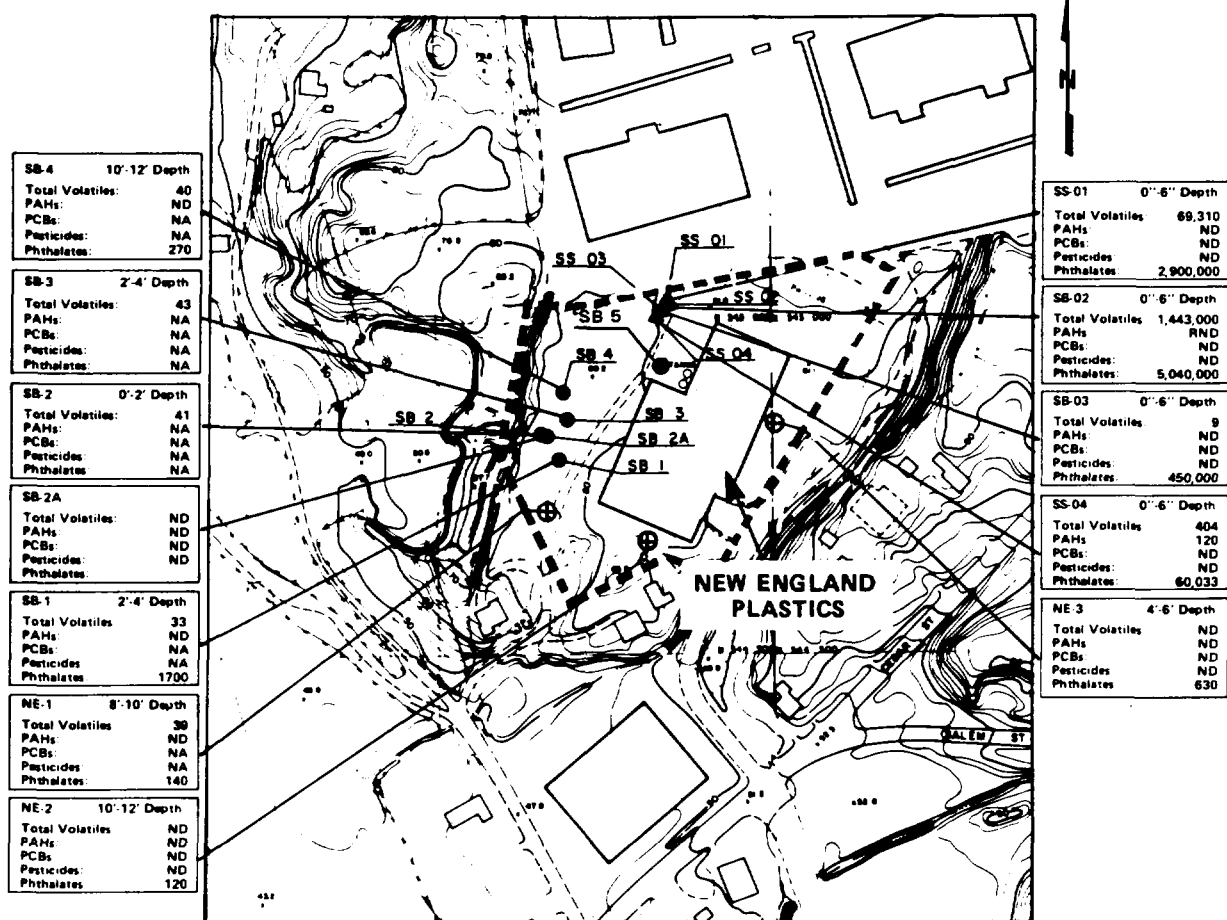 N
SB-4 10'-12' Depth
Total Volatiles: 40
PAHs: ND
PCBs: NA
Pesticides: NA
Phthalates: 270
SB-3 2'-4' Depth
Total Volatiles: 43
PAHs: NA
PCBs: NA
Pesticides: NA
Phthalates: NA
SB-2 0'-2' Depth
Total Volatiles: 41
PAHs: NA
PCBs: NA
Pesticides: NA
Phthalates NA
SB-2A
Total Volatiles: ND
PAHs: ND
PCBs: ND
Pesticides: ND
Phthalates:
SB-1 2'-4' Depth
Total Volatiles: 33
PAHs: ND
PCBs: NA
Pesticides NA
Phthalates 1700
NE-1 8'-10' Depth
Total Volatiles 39
PAHs: ND
PCBs: NA
Pesticides: NA
Phthalates: 140
NE-2 10'-12' Depth
Total Volatiles ND
PAHs: ND
PCBs ND
Pesticides: ND
Phthalates 120
SS 01
SS 03
SS 02
SB 5
SS 04
SB 4
SB 3
SB 2
SB 2A
SB 1
NEW ENGLAND
PLASTICS
CEDAR ST
SALEM ST
SS-01 0"-6" Depth
Total Volatiles 69,310
PAHs: ND
PCBs: ND
Pesticides ND
Phthalates: 2,900,000
SB-02 0"-6" Depth
Total Volatiles 1,443,000
PAHs RND
PCBs: ND
Pesticides: ND
Phthalates: 5,040,000
SB-03 0"-6" Depth
Total Volatiles 9
PAHs: ND
PCBs: ND
Pesticides: ND
Phthalates 450,000
SS-04 0"-6" Depth
Total Volatiles 404
PAHs 120
PCBs: ND
Pesticides: ND
Phthalates: 60,033
NE-3 4'-6' Depth
Total Volatiles ND
PAHs ND
PCBs ND
Pesticides ND
Phthalates 630